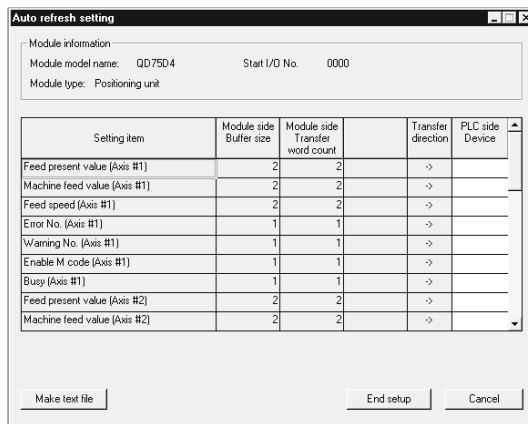 Auto refresh setting
Module information
Module model name: QD75D4 Start I/O No. 0000
Module type: Positioning unit
Setting item Module side Buffer size Module side Transfer word count Transfer direction PLC side Device
Feed present value (Axis #1) 2 2 ->
Machine feed value (Axis #1) 2 2 ->
Feed speed (Axis #1) 2 2 ->
Error No. (Axis #1) 1 1 ->
Warning No. (Axis #1) 1 1 ->
Enable M code (Axis #1) 1 1 ->
Busy (Axis #1) 1 1 ->
Feed present value (Axis #2) 2 2 ->
Machine feed value (Axis #2) 2 2 ->
Make text file End setup Cancel